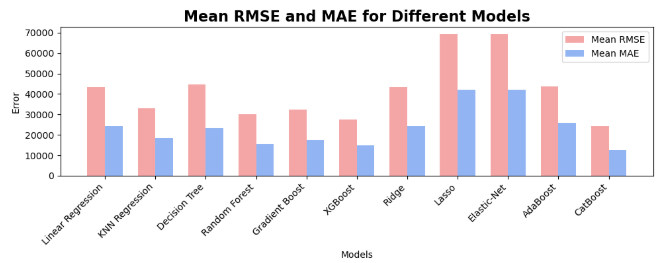 Mean RMSE and MAE for Different Models
Mean RMSE
Mean MAE
70000
60000
50000
40000
30000
20000
10000
0
Error
Linear Regression
KNN Regression
Decision Tree
Random Forest
Gradient Boost
XGBoost
Ridge
Lasso
Elastic-Net
AdaBoost
CatBoost
Models